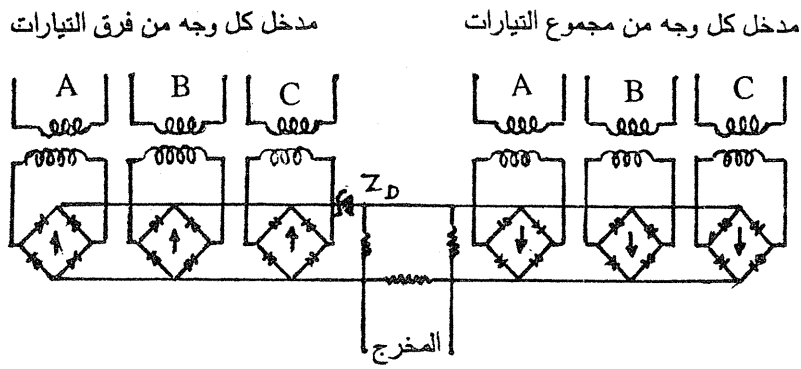 مدخل كل وجه من مجموع التيارات
مدخل كل وجه من فرق التيارات
A B C
A B C
Z_D
المخرج